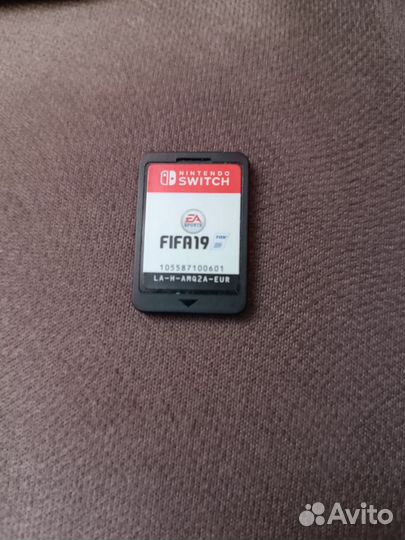 NINTENDO
SWITCH
EA
SPORTS
FIFA19
105587100601
LA-H-AMQ2A-EUR
Avito